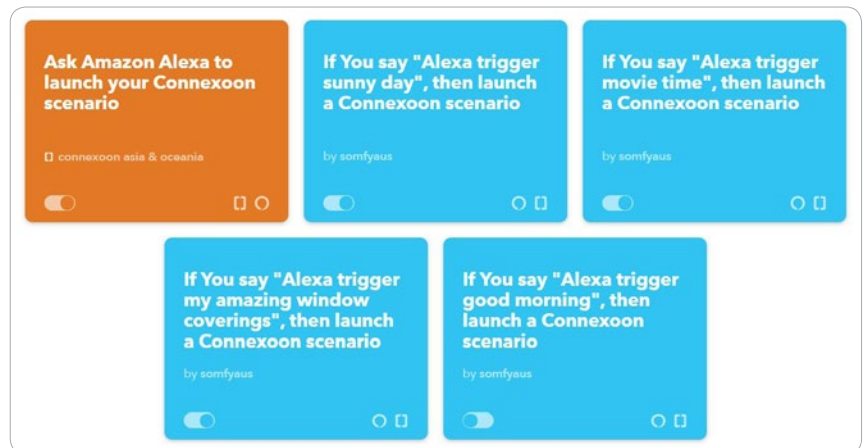 Ask Amazon Alexa to
launch your Connexoon
scenario
connexoon asia & oceania
If You say "Alexa trigger
sunny day", then launch
a Connexoon scenario
by somfyaus
If You say "Alexa trigger
movie time", then launch
a Connexoon scenario
by somfyaus
If You say "Alexa trigger
my amazing window
coverings", then launch
a Connexoon scenario
by somfyaus
If You say "Alexa trigger
good morning", then
launch a Connexoon
scenario
by somfyaus